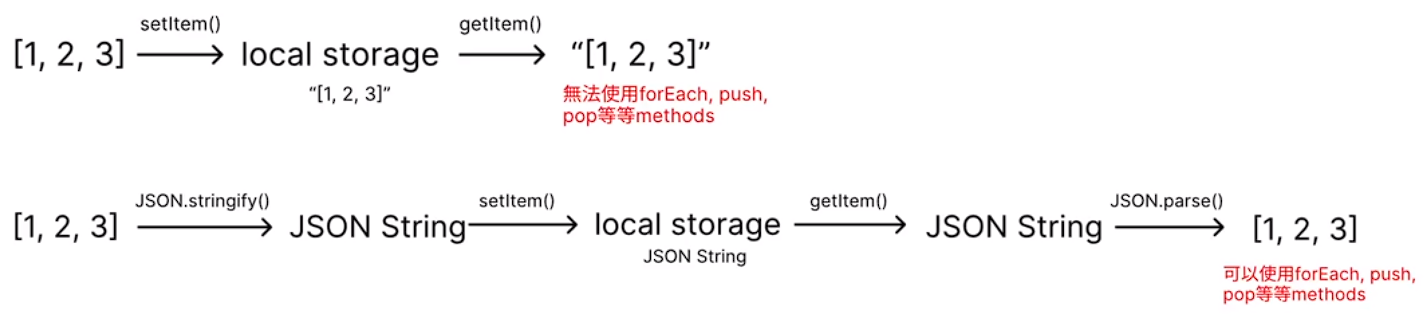 setItem()
getItem()
[1, 2, 3]
local storage
“[1, 2, 3]”
“[1, 2, 3]”
無法使用forEach, push,
pop等等methods
JSON.stringify()
setItem()
getItem()
JSON.parse()
[1, 2, 3]
JSON String
local storage
JSON String
[1, 2, 3]
JSON String
可以使用forEach, push,
pop等等methods